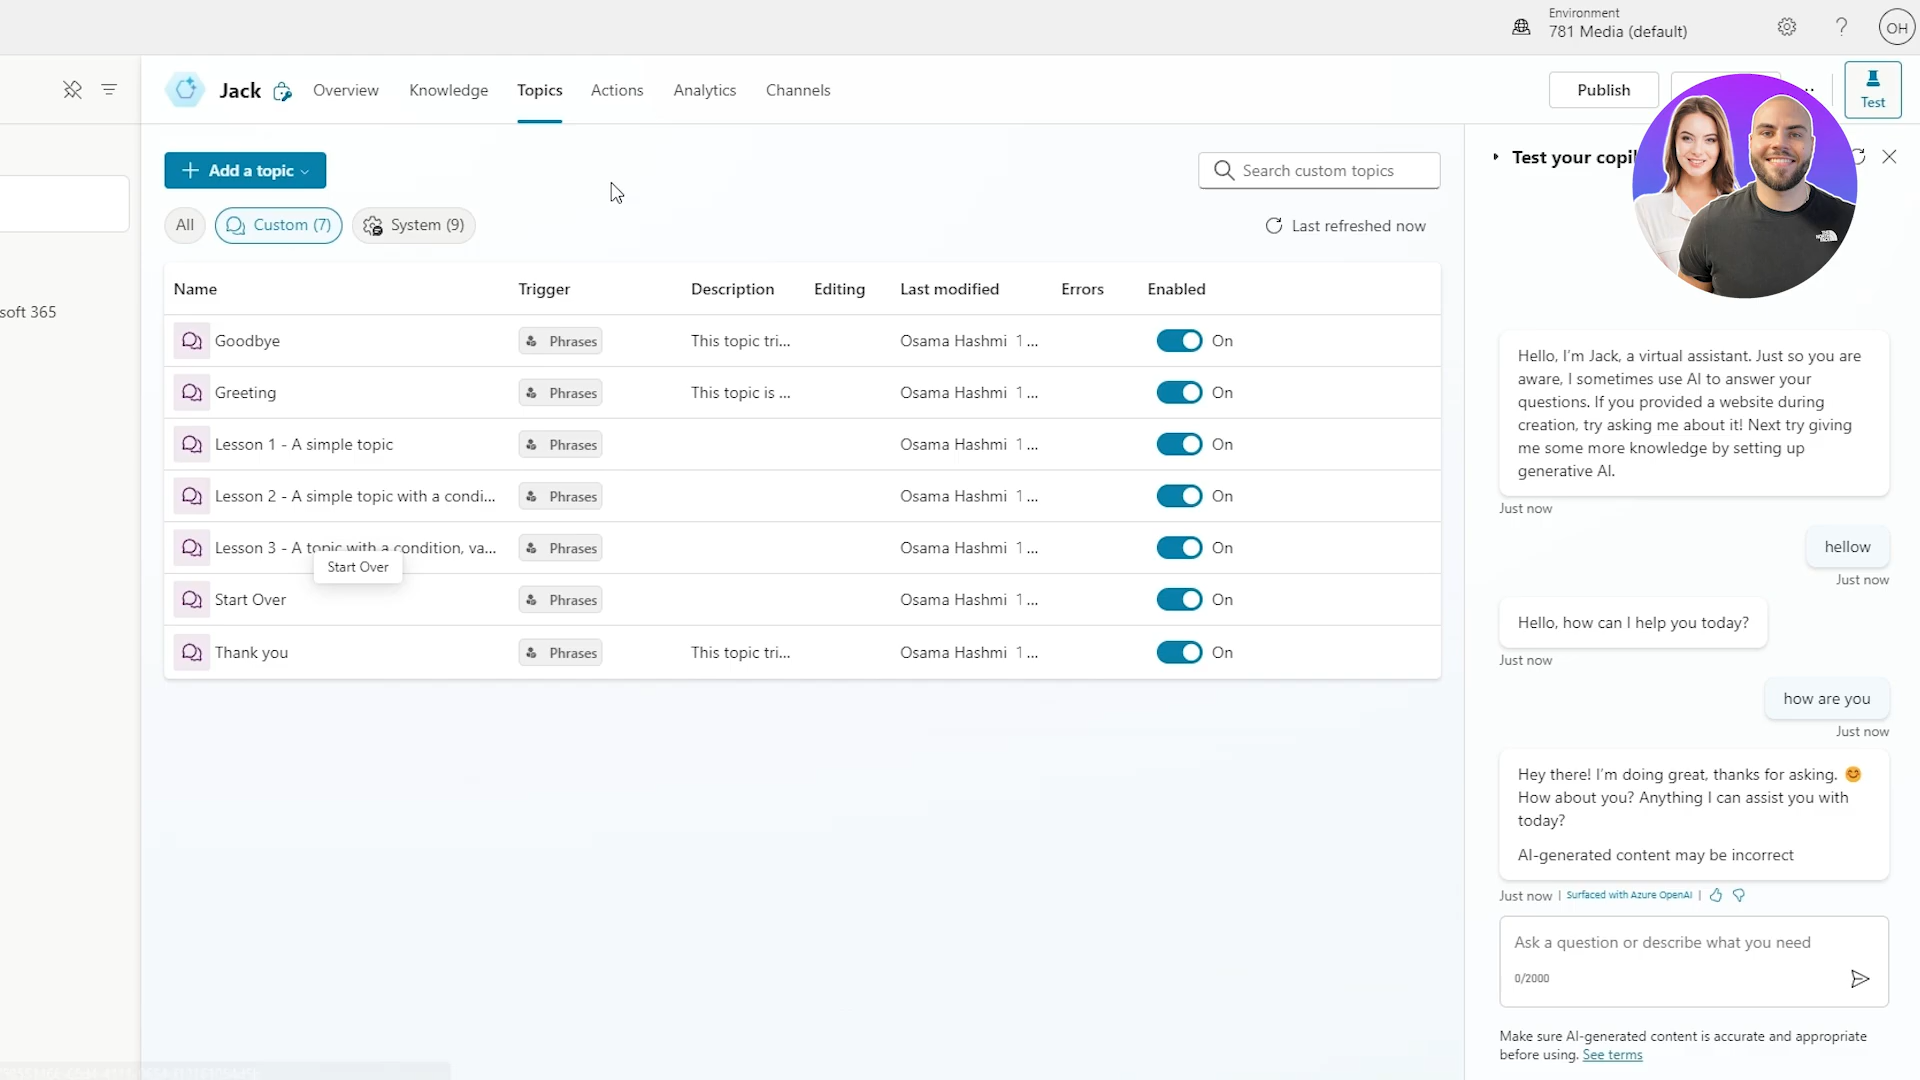 Environment
781 Media (default)
?
OH
Jack
Overview
Knowledge
Topics
Actions
Analytics
Channels
Publish
Test
Add a topic
Search custom topics
Test your copil
All
Custom (7)
System (9)
Last refreshed now
soft 365
Name Trigger Description Editing Last modified Errors Enabled
Goodbye Phrases This topic tri... Osama Hashmi 1 ... On
Greeting Phrases This topic is ... Osama Hashmi 1 ... On
Lesson 1 - A simple topic Phrases Osama Hashmi 1 ... On
Lesson 2 - A simple topic with a condi... Phrases Osama Hashmi 1 ... On
Lesson 3 - A topic with a condition, va... Phrases Osama Hashmi 1 ... On
Start Over
Start Over Phrases Osama Hashmi 1 ... On
Thank you Phrases This topic tri... Osama Hashmi 1 ... On
THE NORTH FACE
Hello, I'm Jack, a virtual assistant. Just so you are
aware, I sometimes use AI to answer your
questions. If you provided a website during
creation, try asking me about it! Next try giving
me some more knowledge by setting up
generative AI.
Just now
hellow
Just now
Hello, how can I help you today?
Just now
how are you
Just now
Hey there! I'm doing great, thanks for asking. 😊
How about you? Anything I can assist you with
today?
AI-generated content may be incorrect
Just now | Surfaced with Azure OpenAI |
Ask a question or describe what you need
0/2000
Make sure AI-generated content is accurate and appropriate
before using. See terms